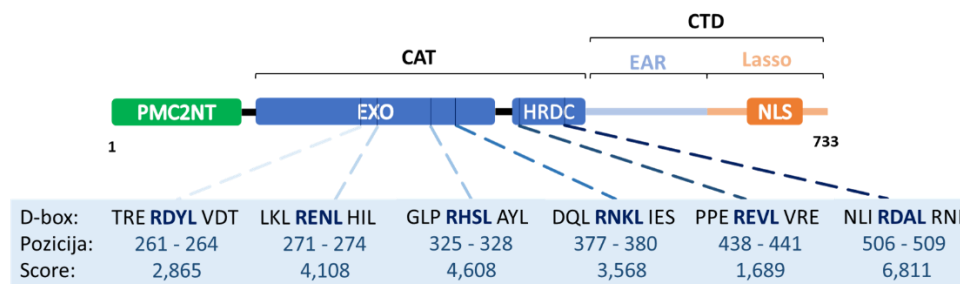 CTD
CAT
EAR Lasso
PMC2NT EXO HRDC NLS
1 733
D-box: TRE RDYL VDT LKL RENL HIL GLP RHSL AYL DQL RNKL IES PPE REVL VRE NLI RDAL
Pozicija: 261 - 264 271 - 274 325 - 328 377 - 380 438 - 441 506 - 509
Score: 2,865 4,108 4,608 3,568 1,689 6,811